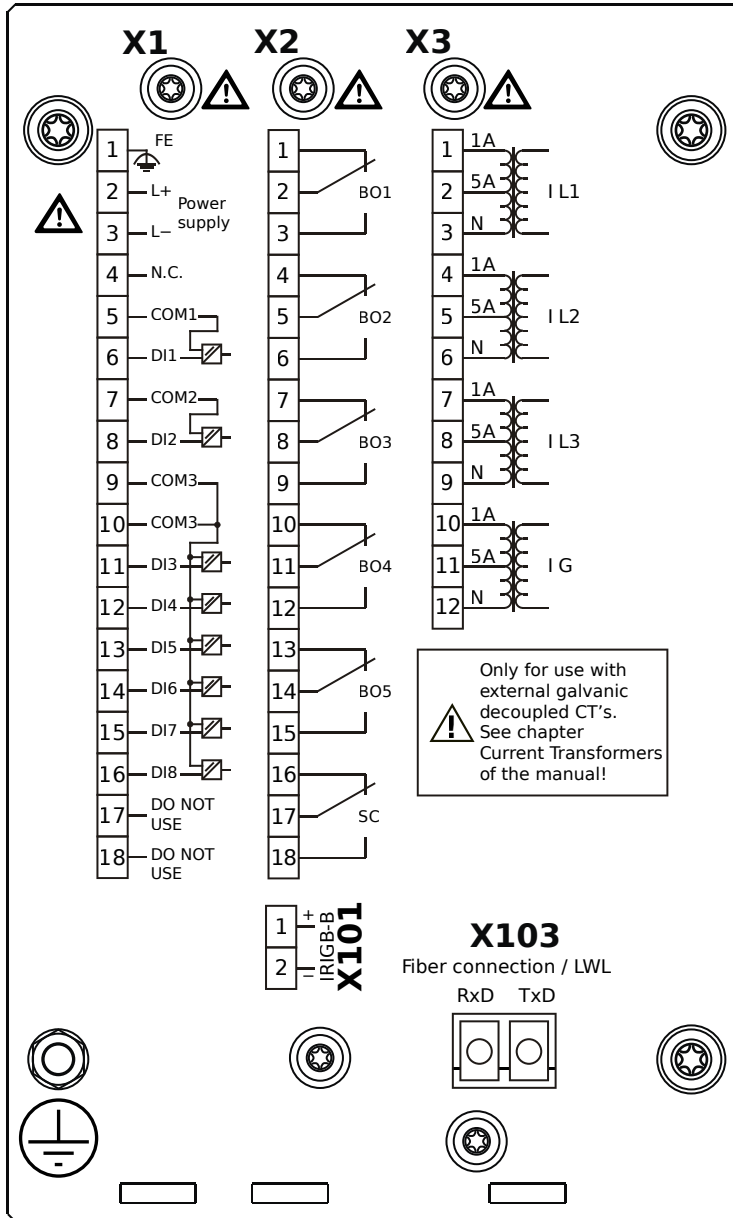 X1
X2
X3
1 FE
2 L+
Power
supply
3 L−
4 N.C.
5 COM1
6 DI1
7 COM2
8 DI2
9 COM3
10 COM3
11 DI3
12 DI4
13 DI5
14 DI6
15 DI7
16 DI8
17 DO NOT
USE
18 DO NOT
USE
1
2 BO1
3
4
5 BO2
6
7
8 BO3
9
10
11 BO4
12
13
14 BO5
15
16
17 SC
18
1 1A
2 5A I L1
3 N
4 1A
5 5A I L2
6 N
7 1A
8 5A I L3
9 N
10 1A
11 5A I G
12 N
Only for use with
external galvanic
decoupled CT's.
See chapter
Current Transformers
of the manual!
1 +
2 −
IRIGB-B
X101
X103
Fiber connection / LWL
RxD TxD